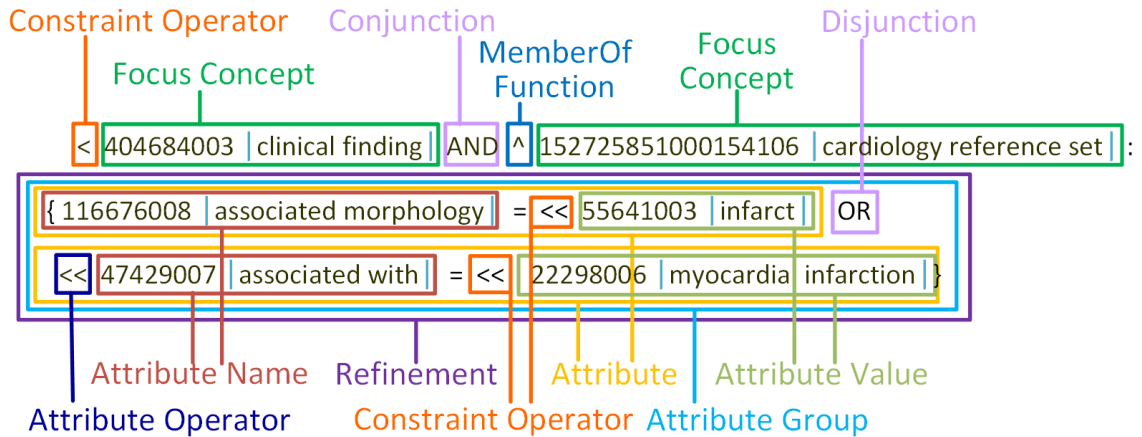 Constraint Operator Conjunction Disjunction
MemberOf Function
Focus Concept
Focus Concept
< 404684003 |clinical finding| AND ^ 152725851000154106 |cardiology reference set| :
{ 116676008 |associated morphology| = << 55641003 |infarct| OR
<< 47429007 |associated with| = << 22298006 |myocardia infarction| }
Attribute Name Refinement Attribute Attribute Value
Attribute Operator Constraint Operator Attribute Group